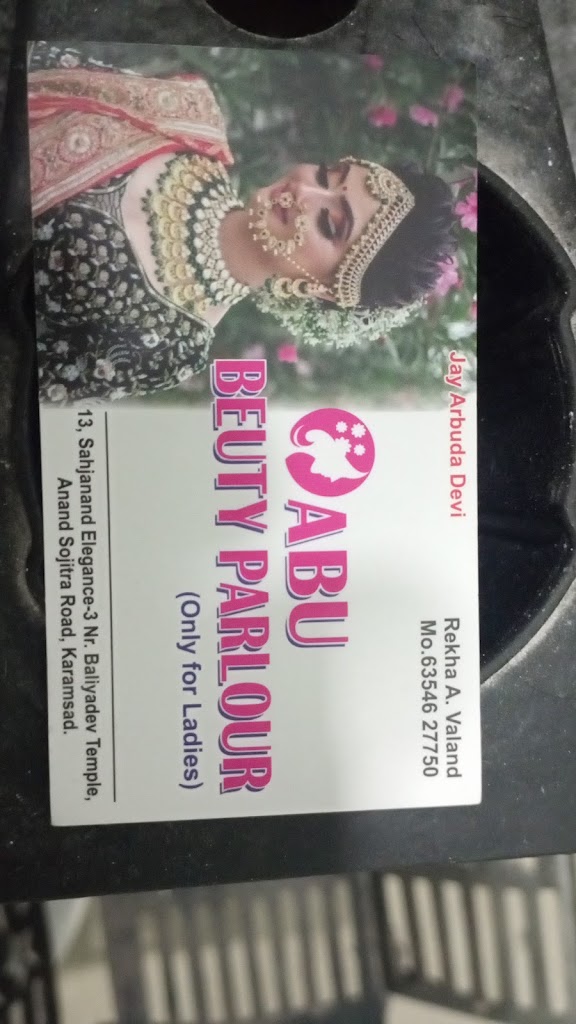 Jay Arbuda Devi
Rekha A. Valand
Mo.63546 27750
ABU
BEUTY PARLOUR
(Only for Ladies)
13, Sahjanand Elegance-3 Nr. Baliyadev Temple,
Anand Sojitra Road, Karamsad.